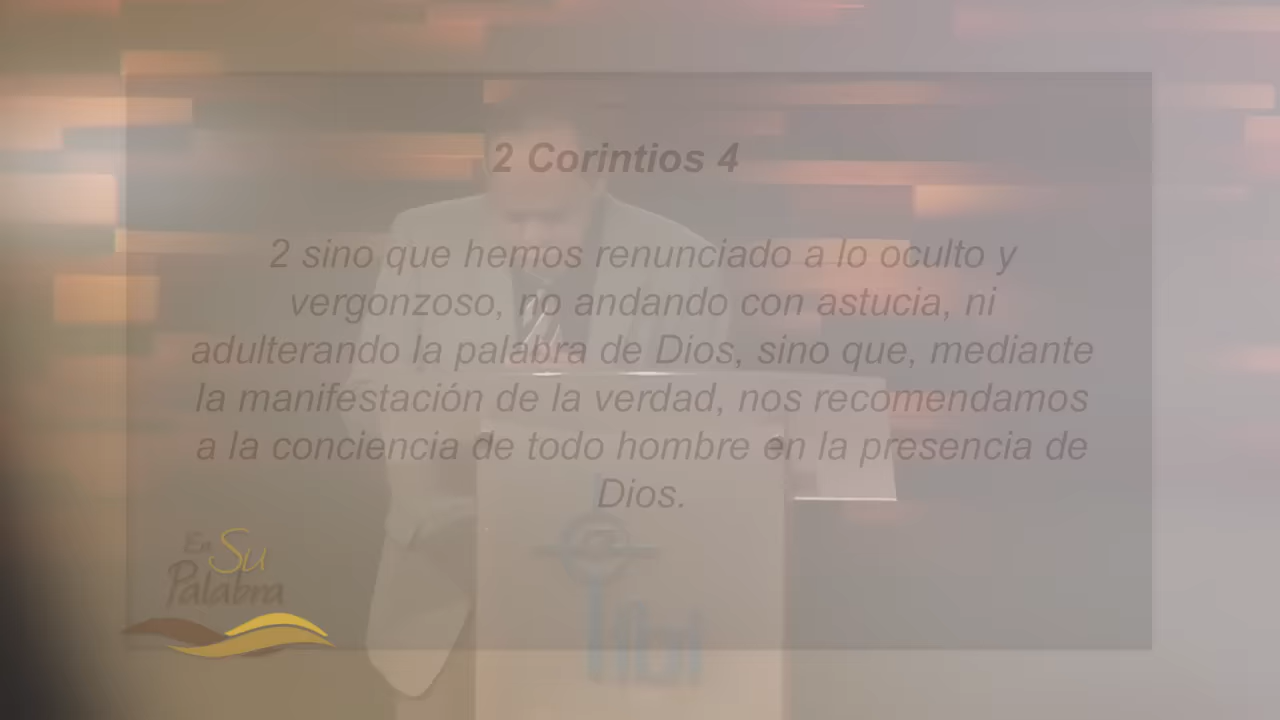 2 Corintios 4
2 sino que hemos renunciado a lo oculto y
vergonzoso, no andando con astucia, ni
adulterando la palabra de Dios, sino que, mediante
la manifestación de la verdad, nos recomendamos
a la conciencia de todo hombre en la presencia de
Dios.
En Su
Palabra